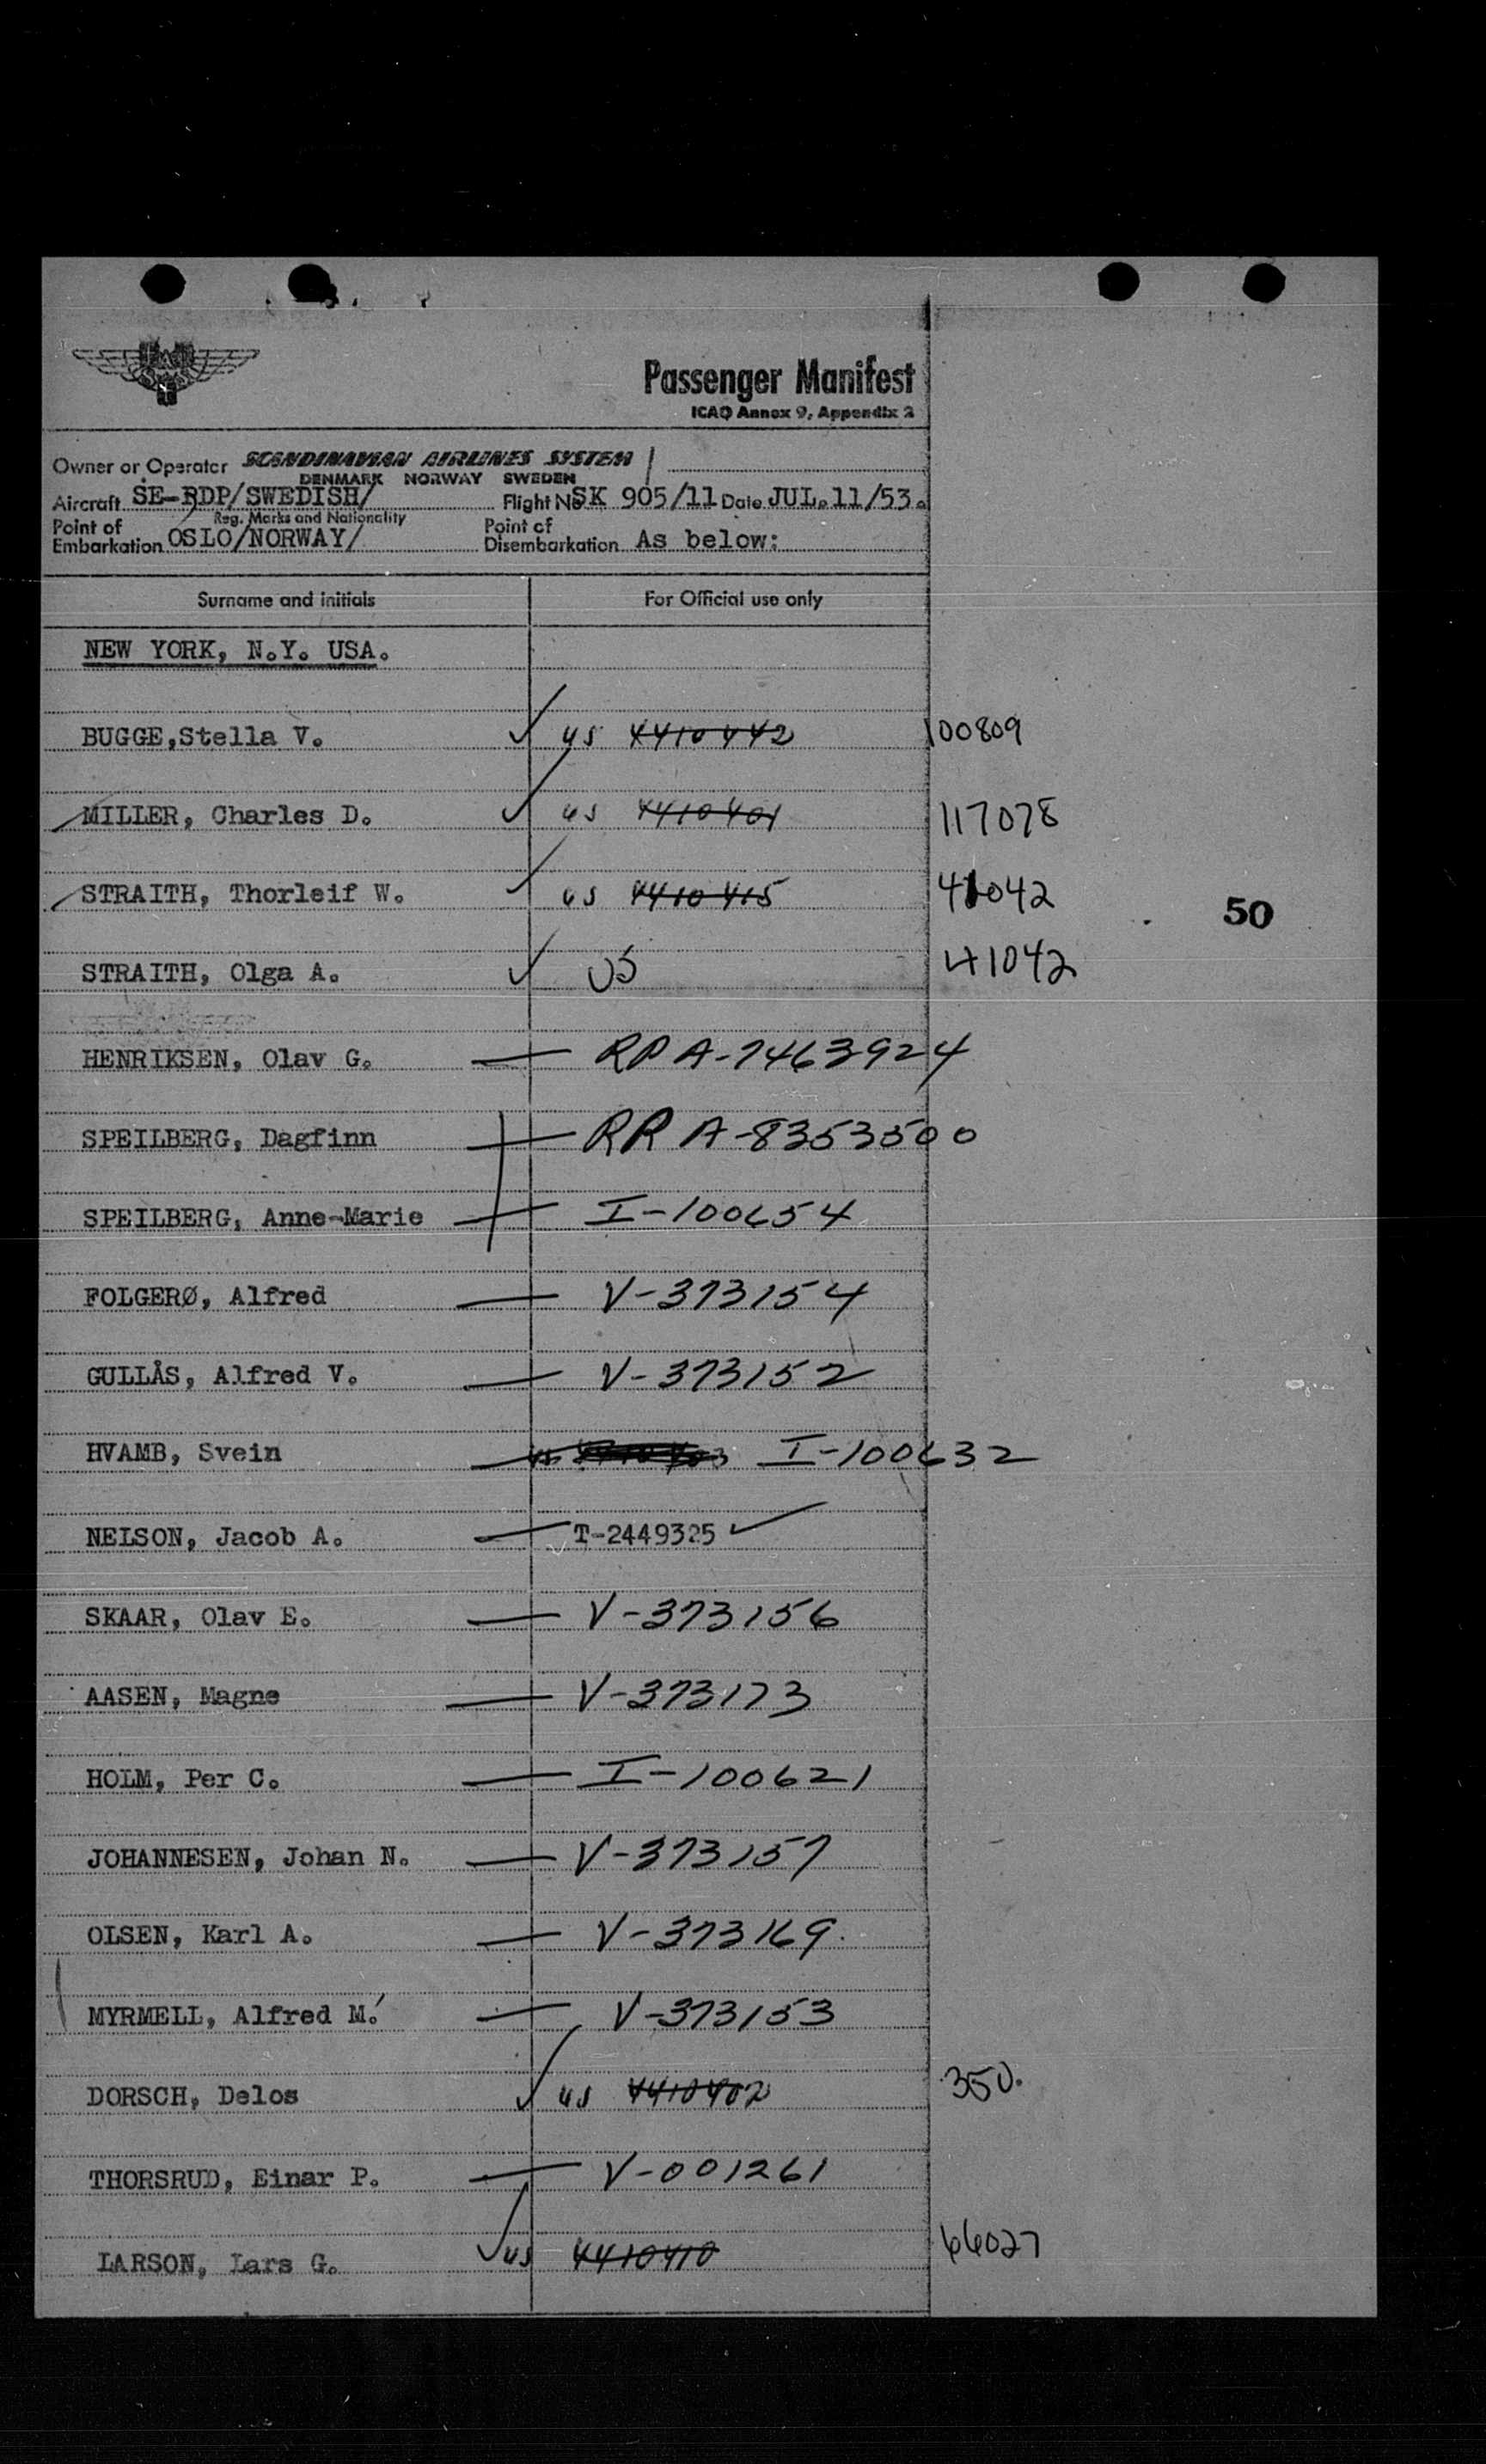 Passenger Manifest
ICAO Annex 9, Appendix 2
Owner or Operator SCANDINAVIAN AIRLINES SYSTEM
DENMARK NORWAY SWEDEN
Aircraft SE-BDP/SWEDISH/ Flight No SK 905/11 Date JUL.11/53.
Reg. Marks and Nationality
Point of Embarkation OSLO/NORWAY/ Point of Disembarkation As below:
Surname and initials For Official use only
NEW YORK, N.Y. USA.
BUGGE,Stella V. US 4410442 100809
MILLER, Charles D. US 4410401 117078
STRAITH, Thorleif W. US 4410415 41042
50
STRAITH, Olga A. US 41042
HENRIKSEN, Olav G. RP A-7463924
SPEILBERG, Dagfinn RP A-8353500
SPEILBERG, Anne-Marie I-100654
FOLGERØ, Alfred V-373154
GULLÅS, Alfred V. V-373152
HVAMB, Svein I-100632
NELSON, Jacob A. T-2449325
SKAAR, Olav E. V-373156
AASEN, Magne V-373173
HOLM, Per C. I-100621
JOHANNESEN, Johan N. V-373157
OLSEN, Karl A. V-373169
MYRMELL, Alfred M. V-373153
DORSCH, Delos US 4410402 350.
THORSRUD, Einar P. V-001261
LARSON, Lars G. US 4410410 66027